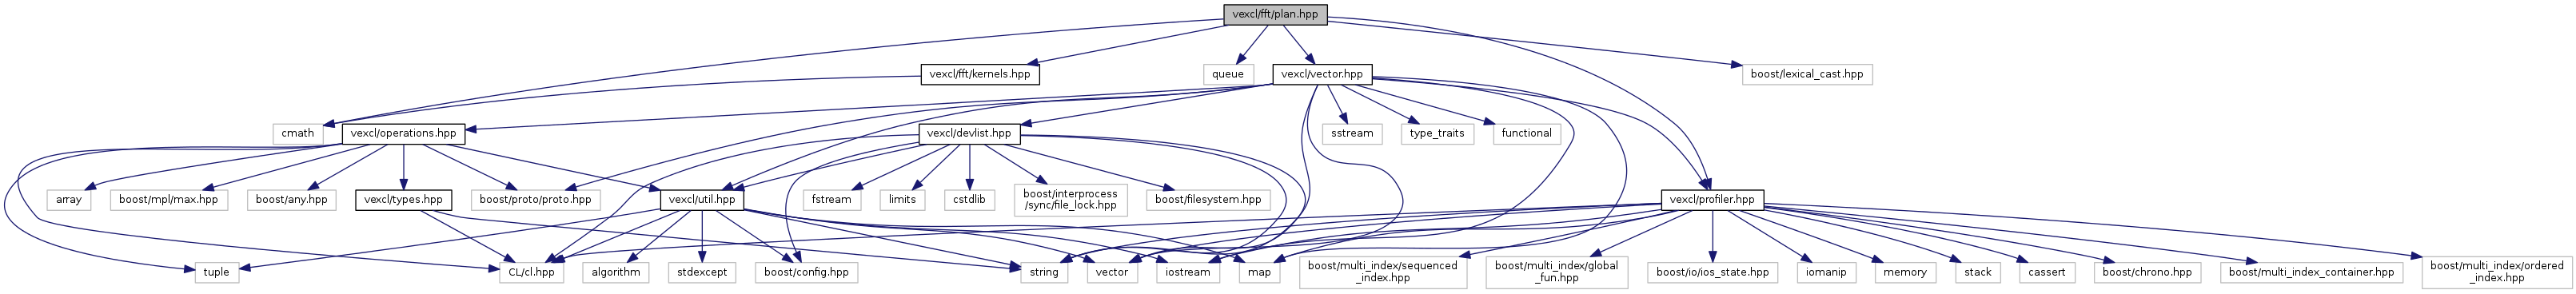 vexcl/fft/plan.hpp
vexcl/fft/kernels.hpp
queue
vexcl/vector.hpp
boost/lexical_cast.hpp
cmath
vexcl/operations.hpp
vexcl/devlist.hpp
sstream
type_traits
functional
array
boost/mpl/max.hpp
boost/any.hpp
vexcl/types.hpp
boost/proto/proto.hpp
vexcl/util.hpp
fstream
limits
cstdlib
boost/interprocess
/sync/file_lock.hpp
boost/filesystem.hpp
vexcl/profiler.hpp
tuple
CL/cl.hpp
algorithm
stdexcept
boost/config.hpp
string
vector
iostream
map
boost/multi_index/sequenced
_index.hpp
boost/multi_index/global
_fun.hpp
boost/io/ios_state.hpp
iomanip
memory
stack
cassert
boost/chrono.hpp
boost/multi_index_container.hpp
boost/multi_index/ordered
_index.hpp